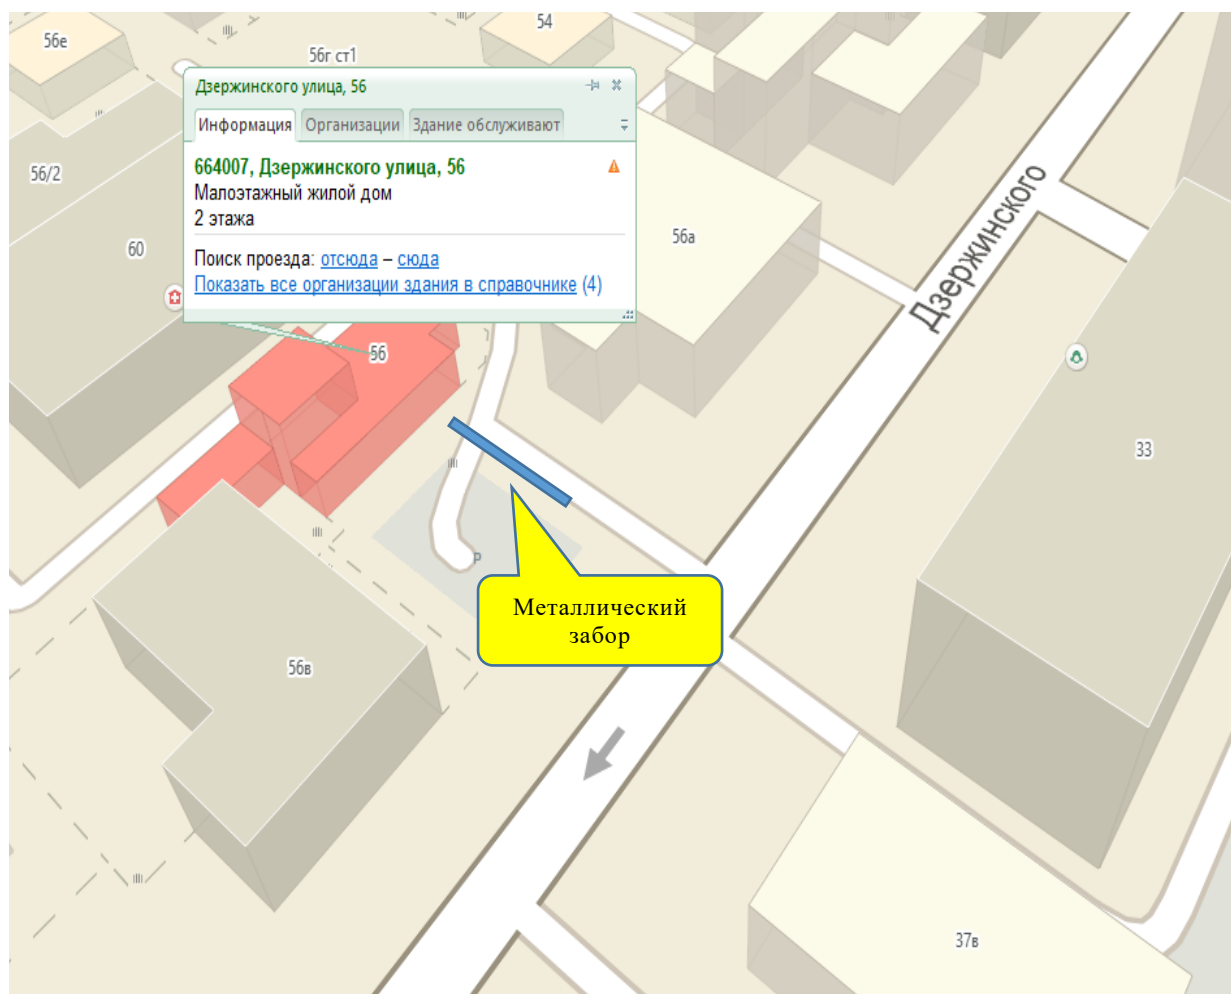 56е
54
56г ст1
Дзержинского улица, 56
Информация
Организации
Здание обслуживают
664007, Дзержинского улица, 56
Малоэтажный жилой дом
2 этажа
Поиск проезда: отсюда – сюда
Показать все организации здания в справочнике (4)
56/2
60
56а
Дзержинского
56
33
P
Металлический
забор
56в
37в